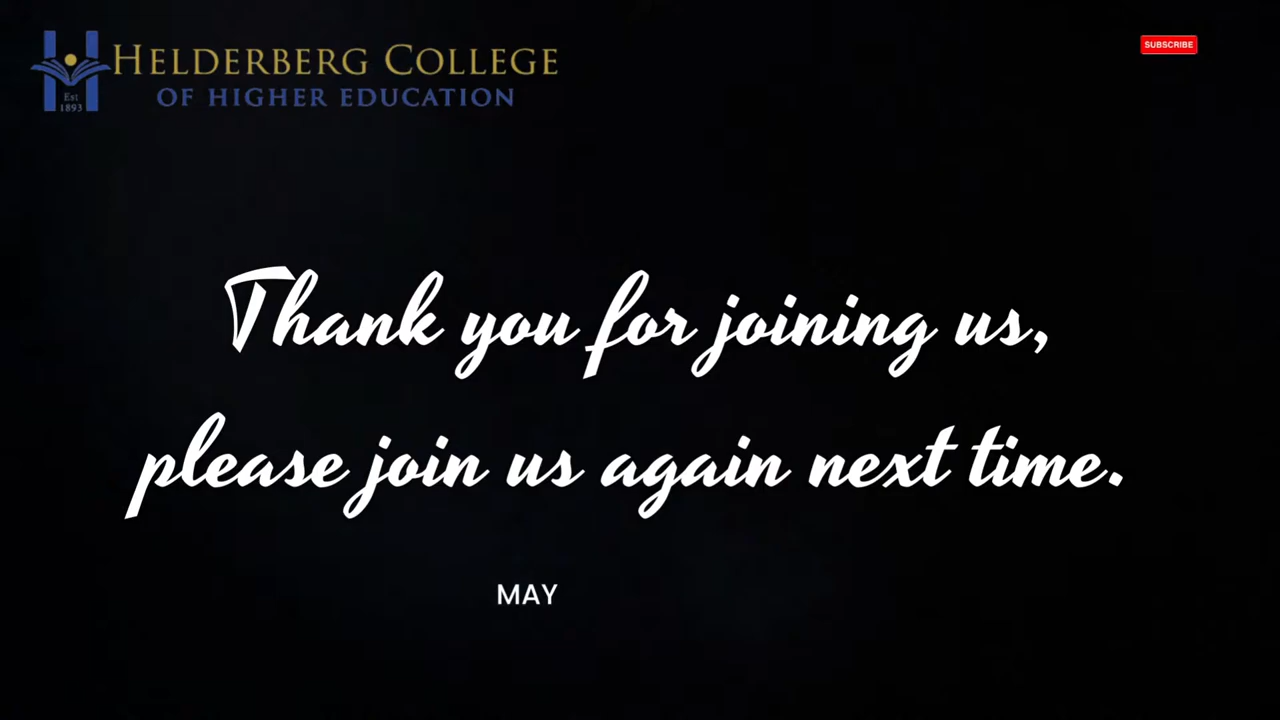 HELDERBERG COLLEGE
OF HIGHER EDUCATION
Est
1893
SUBSCRIBE
Thank you for joining us,
please join us again next time.
MAY